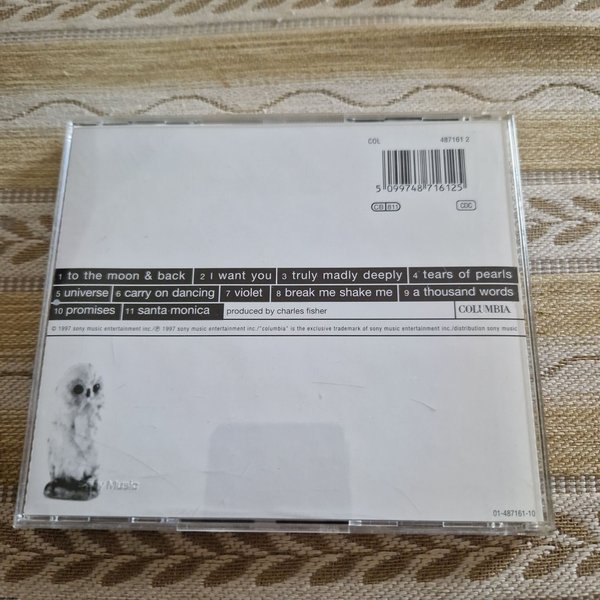 COL 487161 2
5 099748 716125
CB 811 CDC
1 to the moon & back 2 I want you 3 truly madly deeply 4 tears of pearls
5 universe 6 carry on dancing 7 violet 8 break me shake me 9 a thousand words
10 promises 11 santa monica produced by charles fisher COLUMBIA
© 1997 sony music entertainment inc./℗ 1997 sony music entertainment inc./"columbia" is the exclusive trademark of sony music entertainment inc./distribution sony music
Music
01-487161-10